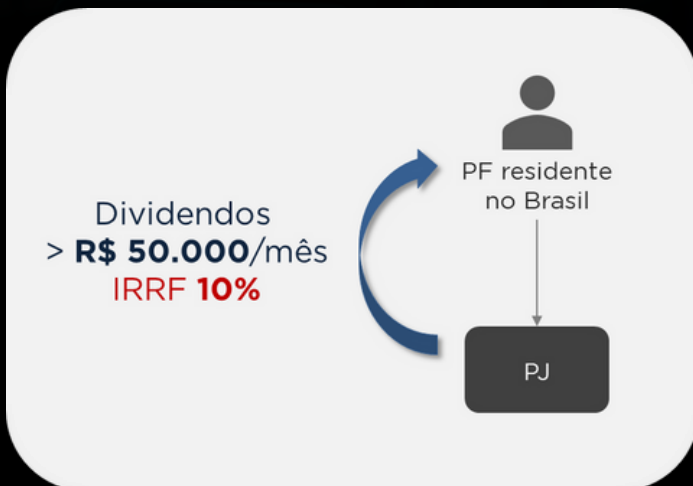 Dividendos
> R$ 50.000/mês
IRRF 10%
PF residente
no Brasil
PJ